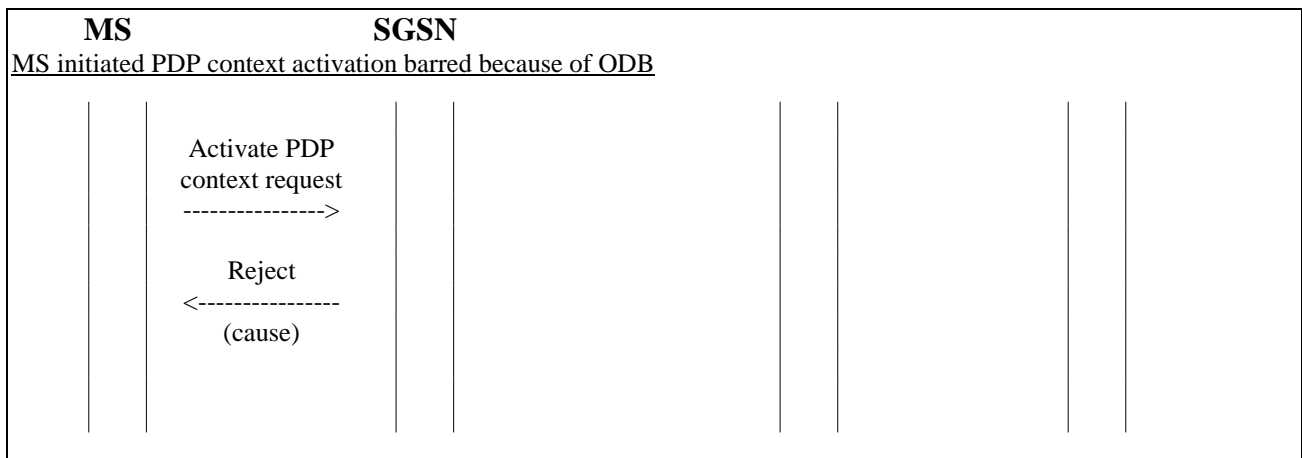 MS SGSN
MS initiated PDP context activation barred because of ODB
Activate PDP
context request
---------------->
Reject
<----------------
(cause)